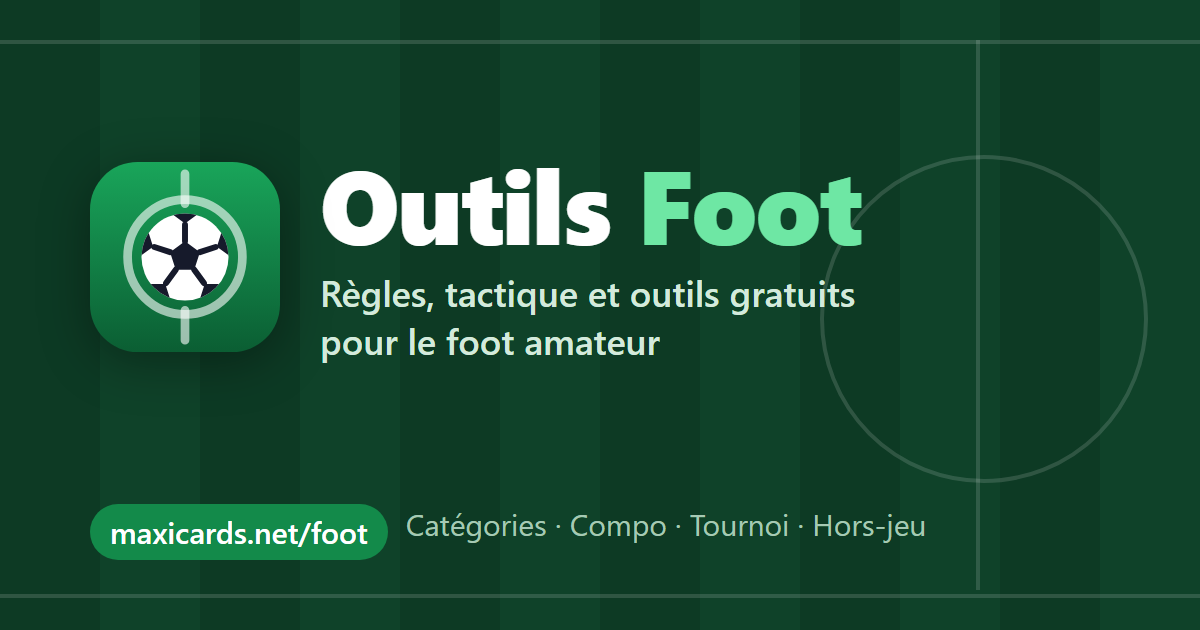 Outils Foot
Règles, tactique et outils gratuits
pour le foot amateur
maxicards.net/foot
Catégories · Compo · Tournoi · Hors-jeu